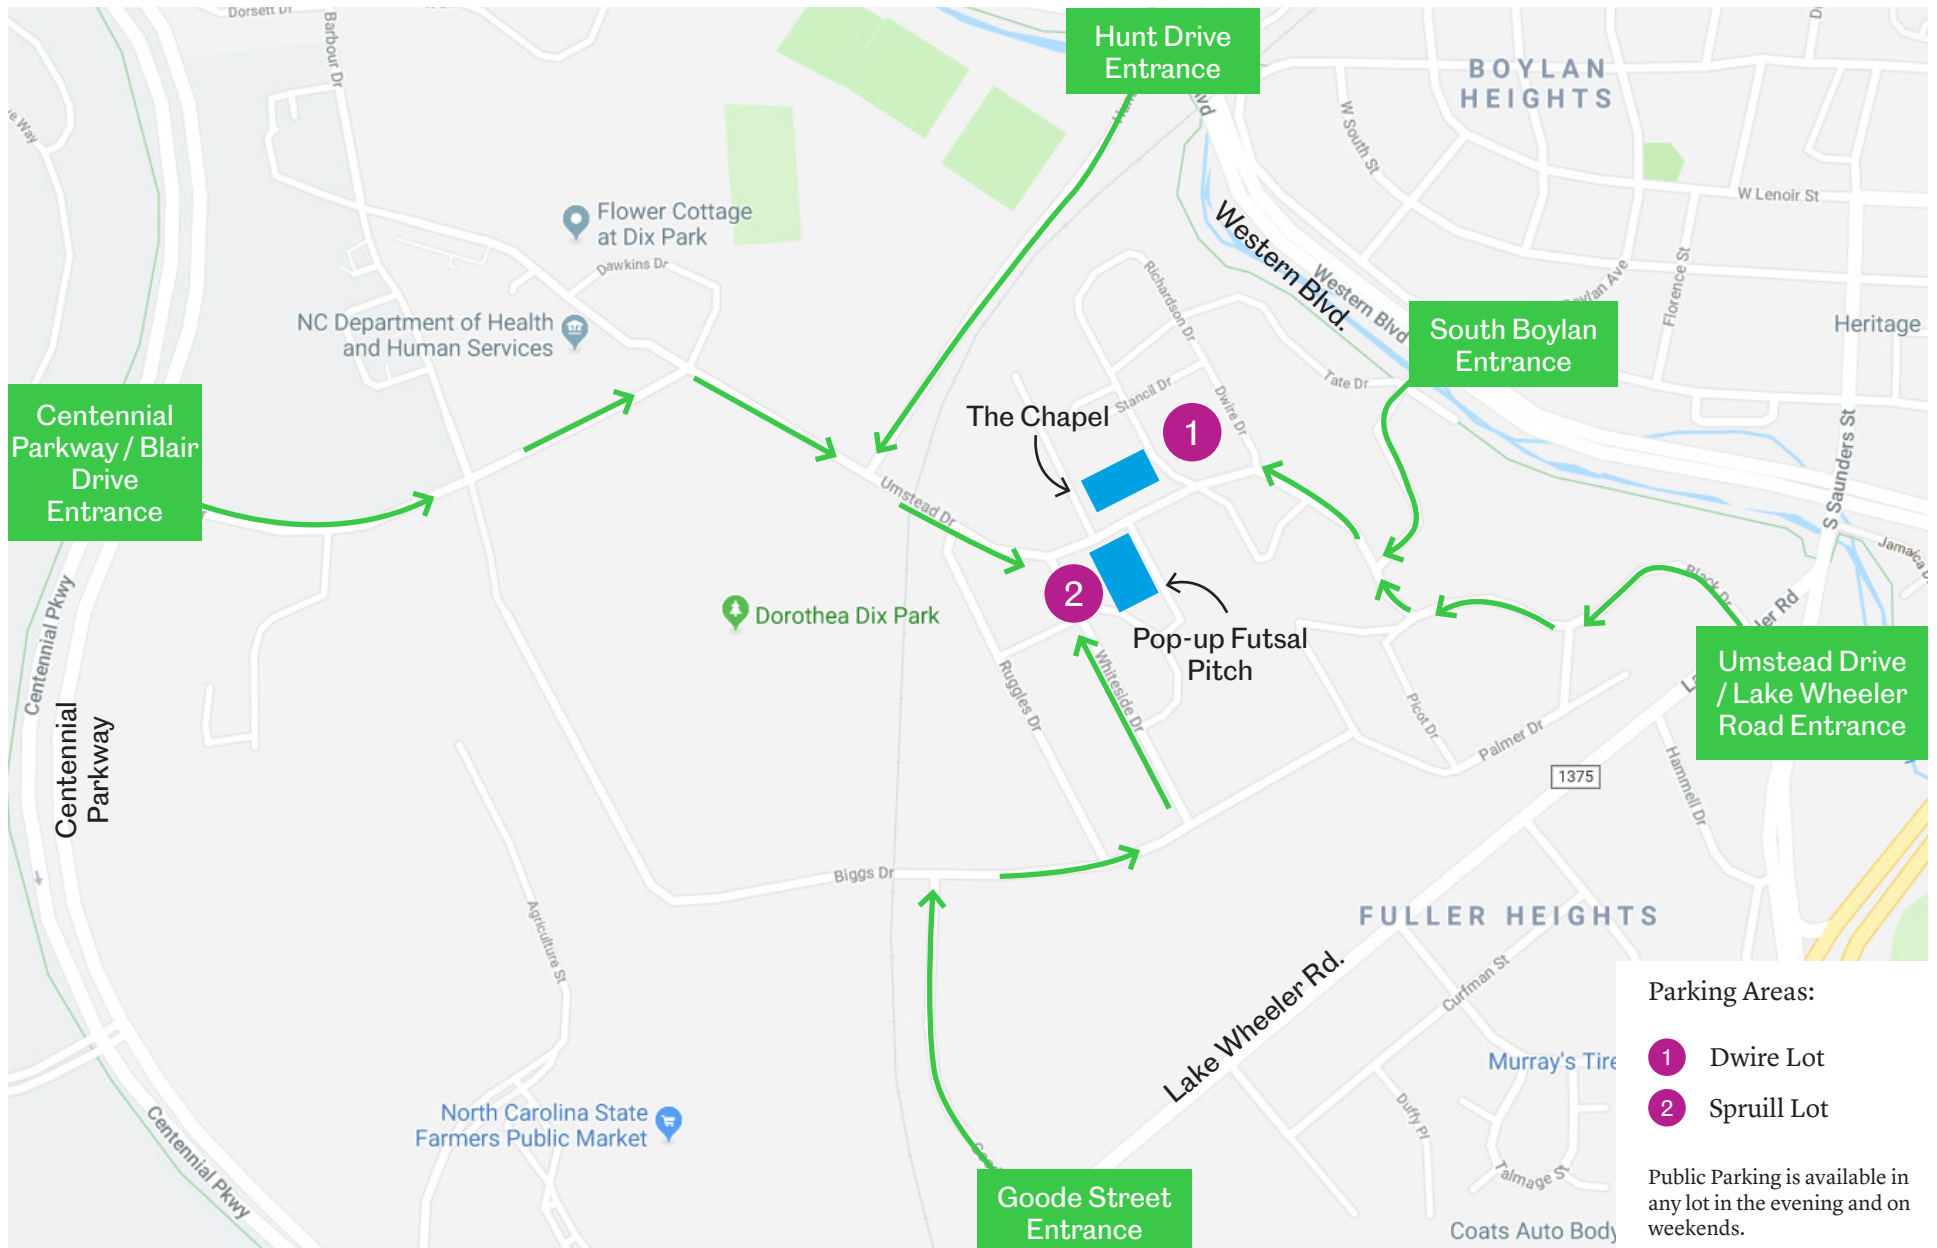 Dorsett Dr
Barbour Dr
Hunt Drive
Entrance
BOYLAN
HEIGHTS
W South St
W Lenoir St
Flower Cottage
at Dix Park
Dawkins Dr
Western Blvd.
Western Blvd
Richardson Dr
Boylan Ave
Florence St
Heritage
NC Department of Health
and Human Services
South Boylan
Entrance
Tate Dr
Stancil Dr
Dwire Dr
The Chapel
1
Centennial
Parkway / Blair
Drive
Entrance
S Saunders St
Umstead Dr
Jamaica D
Black Dr
2
Dorothea Dix Park
Pop-up Futsal
Pitch
Centennial Pkwy
Centennial
Parkway
Ruggles Dr
Whiteside Dr
Umstead Drive
/ Lake Wheeler
Road Entrance
Picot Dr
Palmer Dr
1375
Hammell Dr
Biggs Dr
Agriculture St
FULLER HEIGHTS
Lake Wheeler Rd.
Curfman St
Parking Areas:
1 Dwire Lot
2 Spruill Lot
Public Parking is available in
any lot in the evening and on
weekends.
Murray's Tire
Duffy Pl
Talmage St
Coats Auto Body
North Carolina State
Farmers Public Market
Centennial Pkwy
Goode Street
Entrance